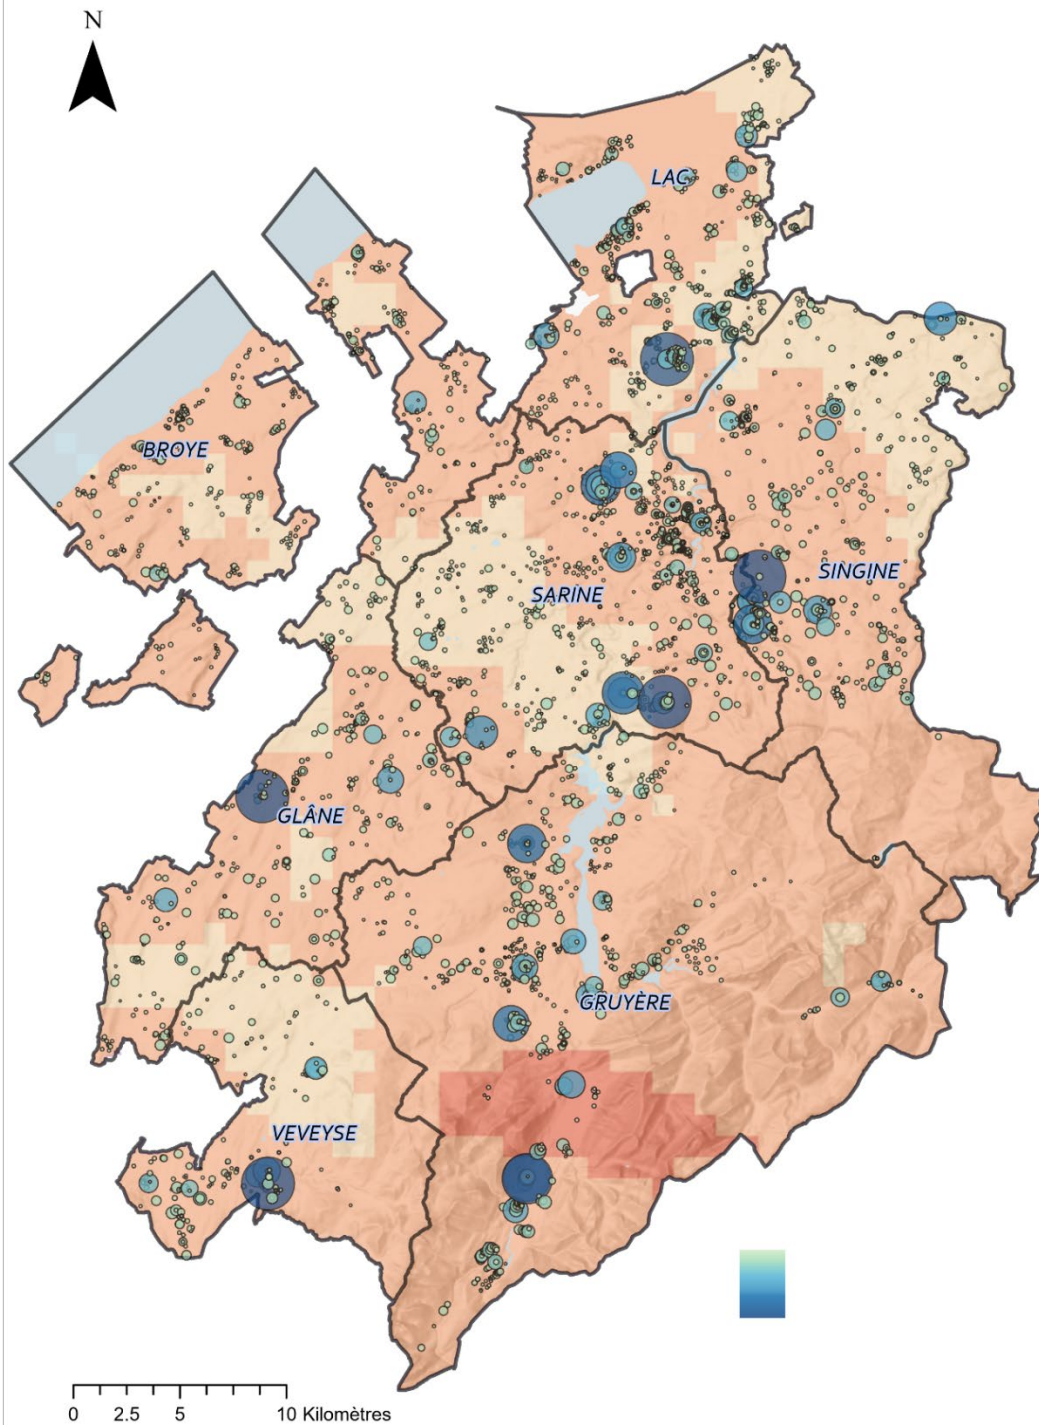 N
LAC
BROYE
SINGINE
SARINE
GLÂNE
GRUYÈRE
VEVEYSE
0 2.5 5 10 Kilomètres